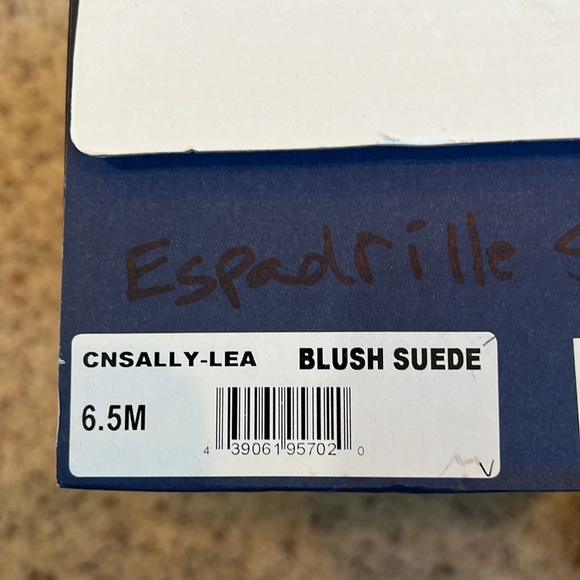 Espadrille S
CNSALLY-LEA BLUSH SUEDE
6.5M
4 39061 95702 0
V